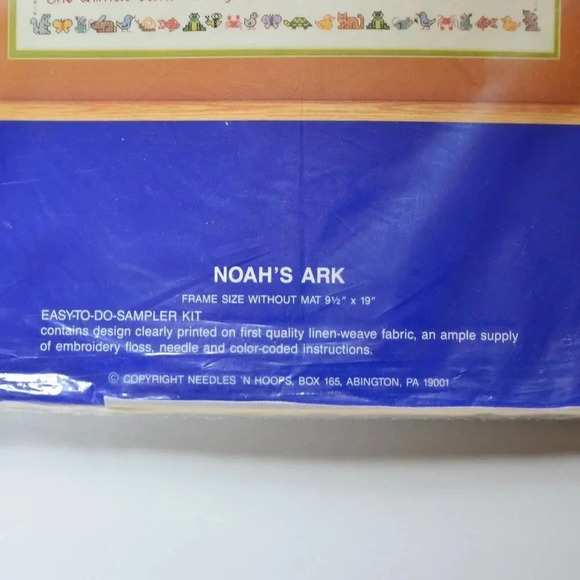 NOAH'S ARK
FRAME SIZE WITHOUT MAT 9½" x 19"
EASY-TO-DO-SAMPLER KIT
contains design clearly printed on first quality linen-weave fabric, an ample supply
of embroidery floss, needle and color-coded instructions.
© COPYRIGHT NEEDLES 'N HOOPS, BOX 165, ABINGTON, PA 19001